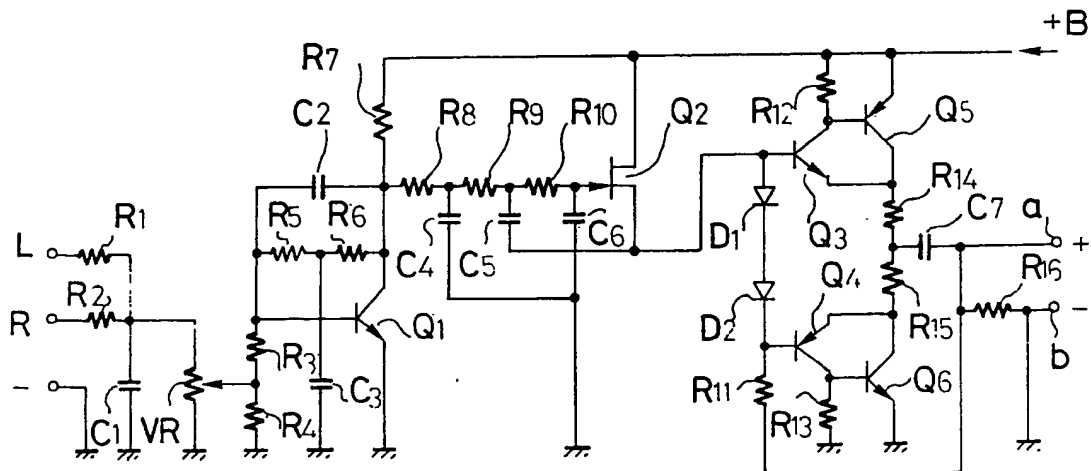 +B
R7
C2
R8
R9
R10
Q2
R12
Q5
R14
C7
a
+
L
R1
R5
R6
C4
C5
C6
D1
Q3
R16
R
R2
Q1
Q4
D2
R15
-
b
-
C1
VR
R3
R4
C3
R11
R13
Q6